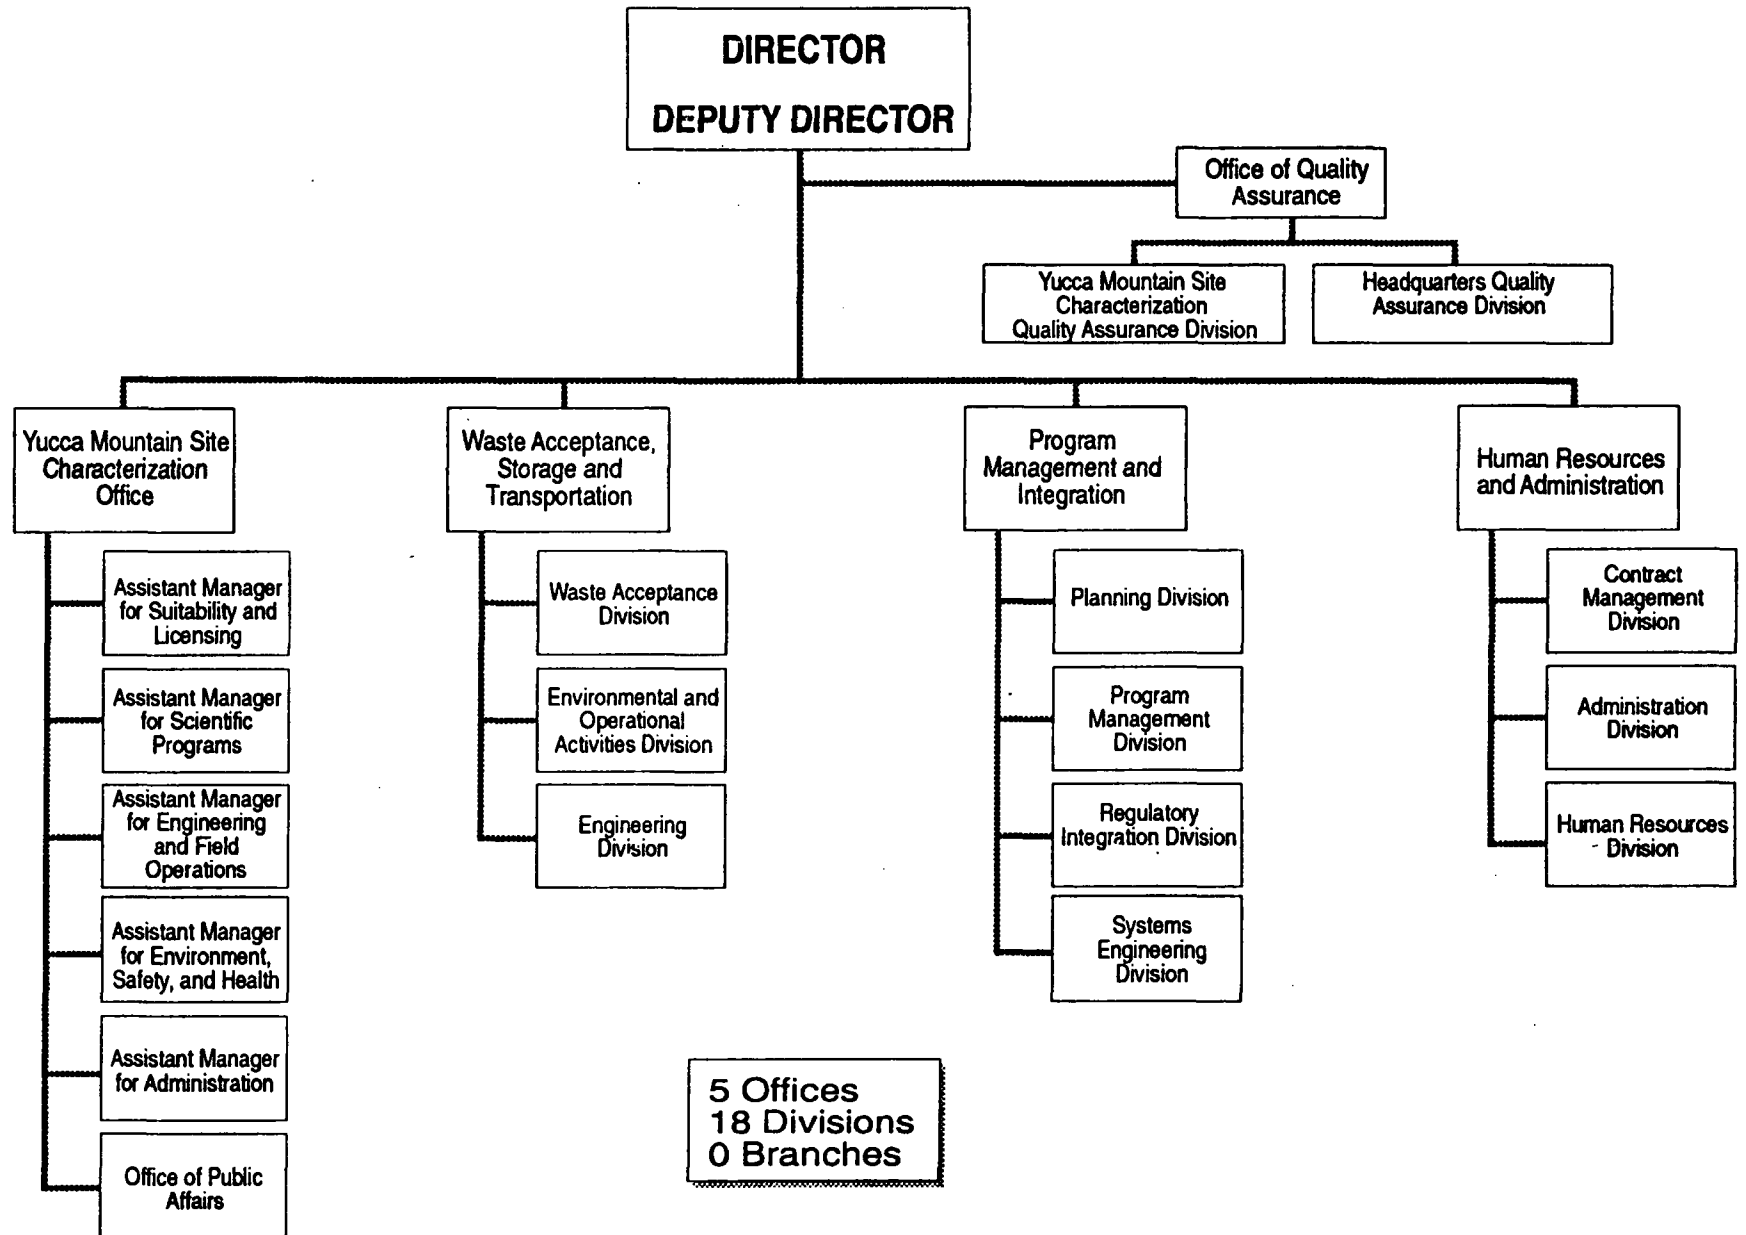 DIRECTOR
DEPUTY DIRECTOR
Office of Quality
Assurance
Yucca Mountain Site
Characterization
Quality Assurance Division
Headquarters Quality
Assurance Division
Yucca Mountain Site
Characterization
Office
Assistant Manager
for Suitability and
Licensing
Assistant Manager
for Scientific
Programs
Assistant Manager
for Engineering
and Field
Operations
Assistant Manager
for Environment,
Safety, and Health
Assistant Manager
for Administration
Office of Public
Affairs
Waste Acceptance,
Storage and
Transportation
Waste Acceptance
Division
Environmental and
Operational
Activities Division
Engineering
Division
Program
Management and
Integration
Planning Division
Program
Management
Division
Regulatory
Integration Division
Systems
Engineering
Division
Human Resources
and Administration
Contract
Management
Division
Administration
Division
Human Resources
Division
5 Offices
18 Divisions
0 Branches